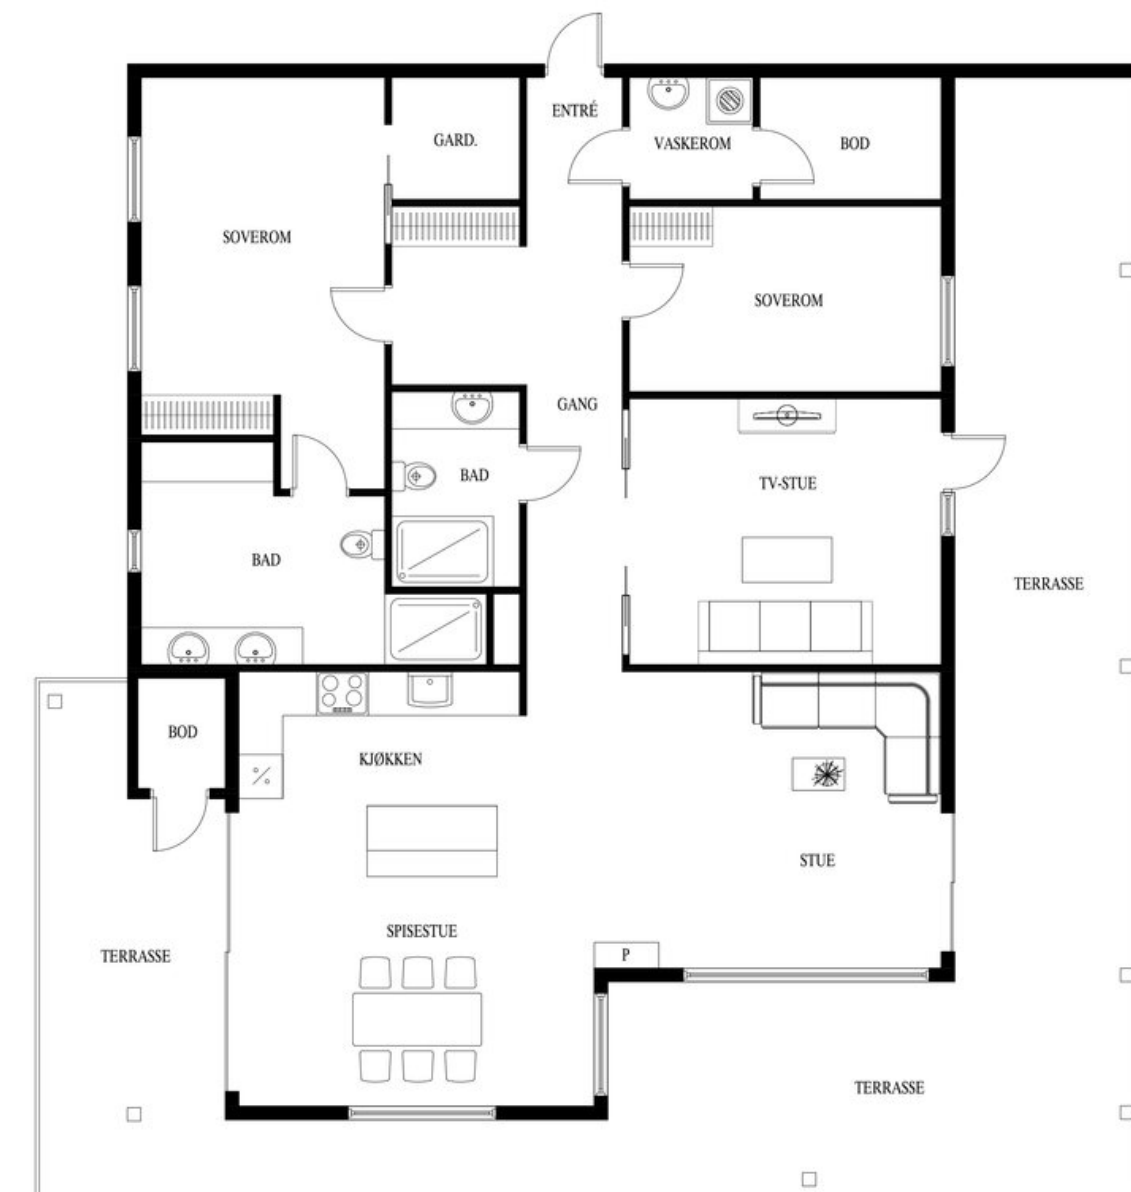 ENTRÉ
GARD.
VASKEROM
BOD
SOVEROM
SOVEROM
GANG
BAD
TV-STUE
BAD
TERRASSE
BOD
KJØKKEN
STUE
SPISESTUE
TERRASSE
P
TERRASSE